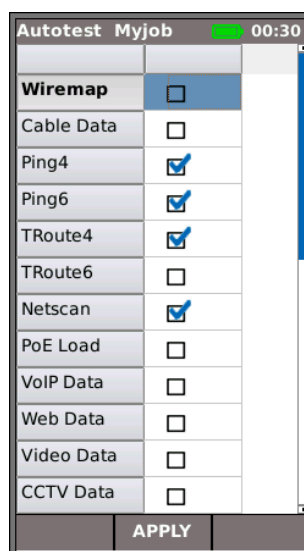 Autotest Myjob 00:30
Wiremap
Cable Data
Ping4
Ping6
TRoute4
TRoute6
Netscan
PoE Load
VoIP Data
Web Data
Video Data
CCTV Data
APPLY